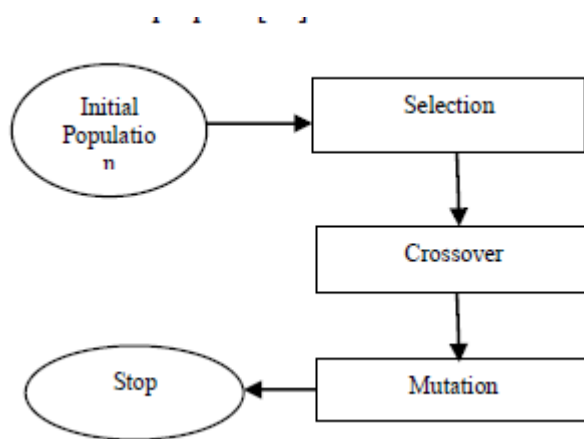 Initial
Populatio
n
Selection
Crossover
Mutation
Stop